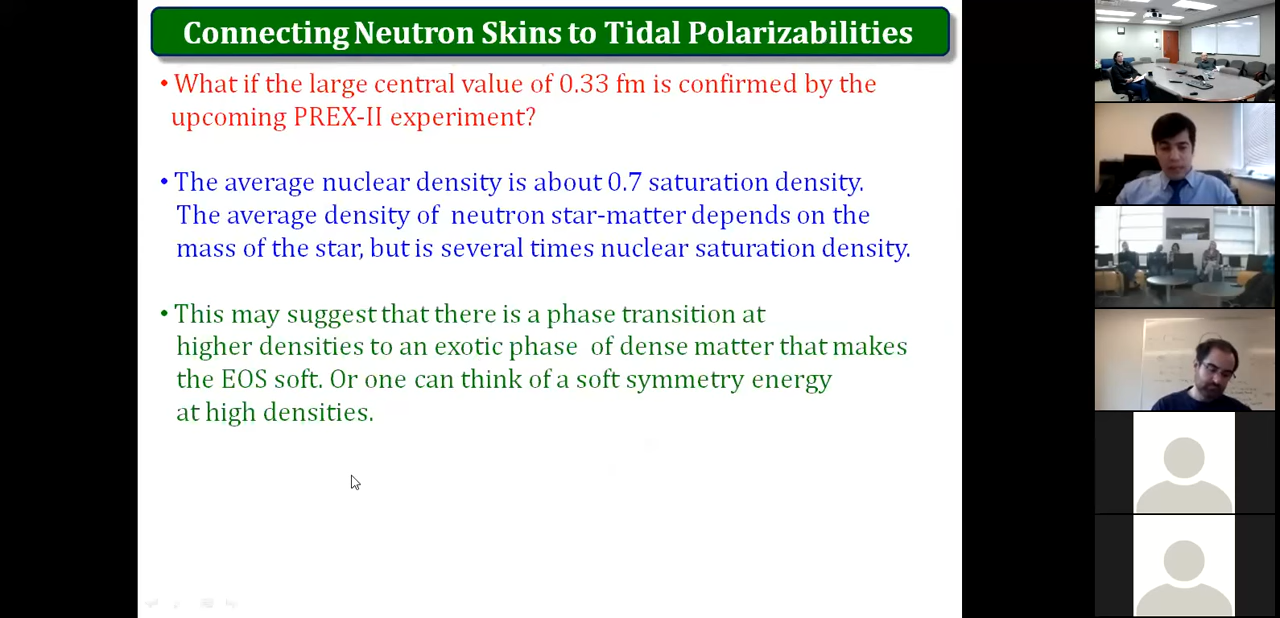 Connecting Neutron Skins to Tidal Polarizabilities
• What if the large central value of 0.33 fm is confirmed by the
upcoming PREX-II experiment?
• The average nuclear density is about 0.7 saturation density.
The average density of neutron star-matter depends on the
mass of the star, but is several times nuclear saturation density.
• This may suggest that there is a phase transition at
higher densities to an exotic phase of dense matter that makes
the EOS soft. Or one can think of a soft symmetry energy
at high densities.